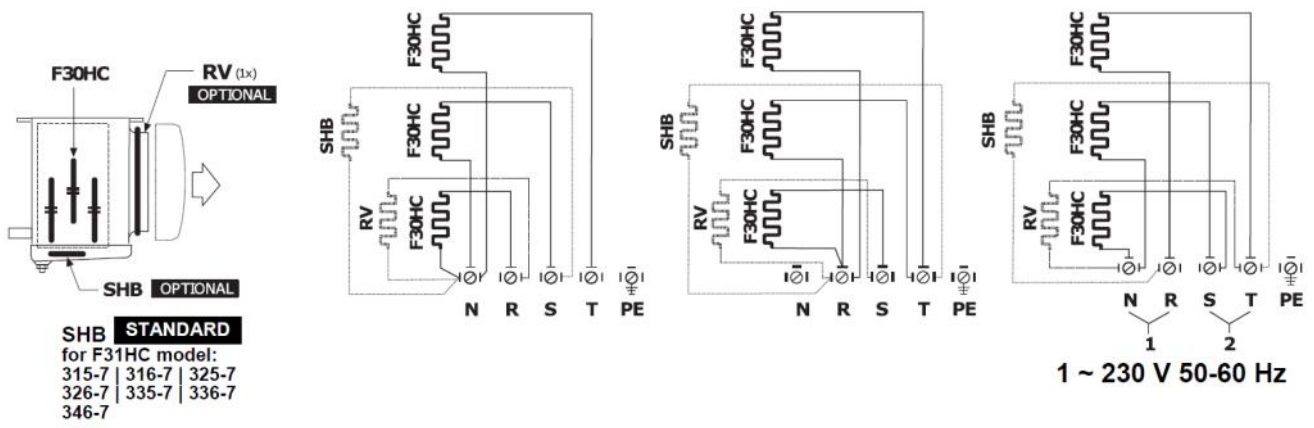 F30HC
RV (1x)
OPTIONAL
SHB OPTIONAL
SHB STANDARD
for F31HC model:
315-7 | 316-7 | 325-7
326-7 | 335-7 | 336-7
346-7
F30HC
SHB
F30HC
RV
F30HC
N R S T PE
F30HC
SHB
F30HC
RV
F30HC
N R S T PE
F30HC
SHB
F30HC
RV
F30HC
N R S T PE
1 2
1 ~ 230 V 50-60 Hz